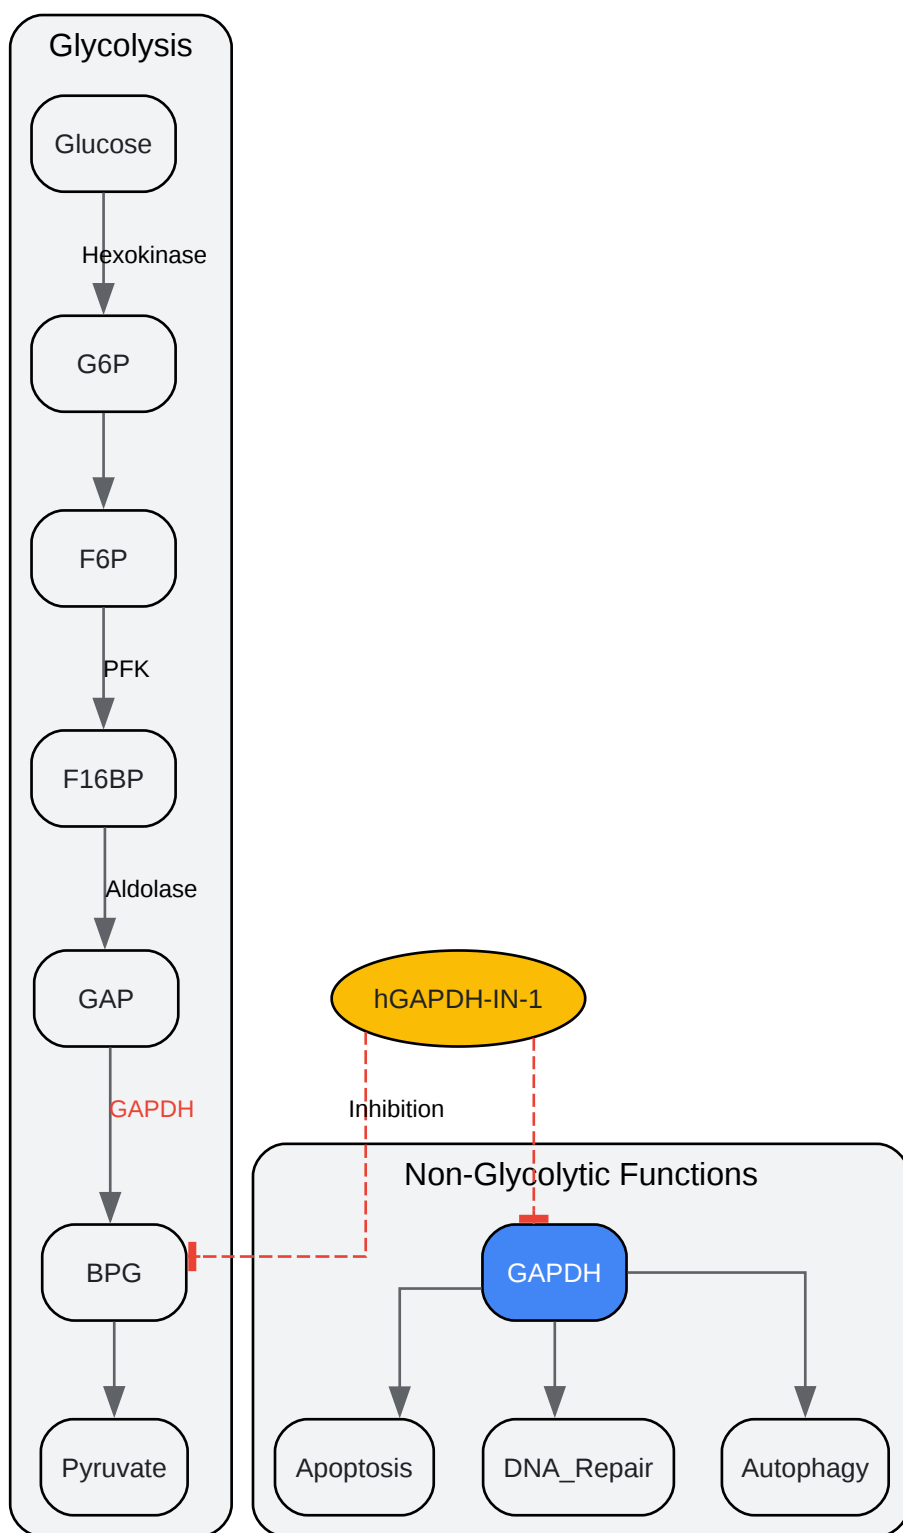 Glycolysis
Glucose
Hexokinase
G6P
F6P
PFK
F16BP
Aldolase
GAP
GAPDH
BPG
Pyruvate
hGAPDH-IN-1
Inhibition
Non-Glycolytic Functions
GAPDH
Apoptosis
DNA_Repair
Autophagy